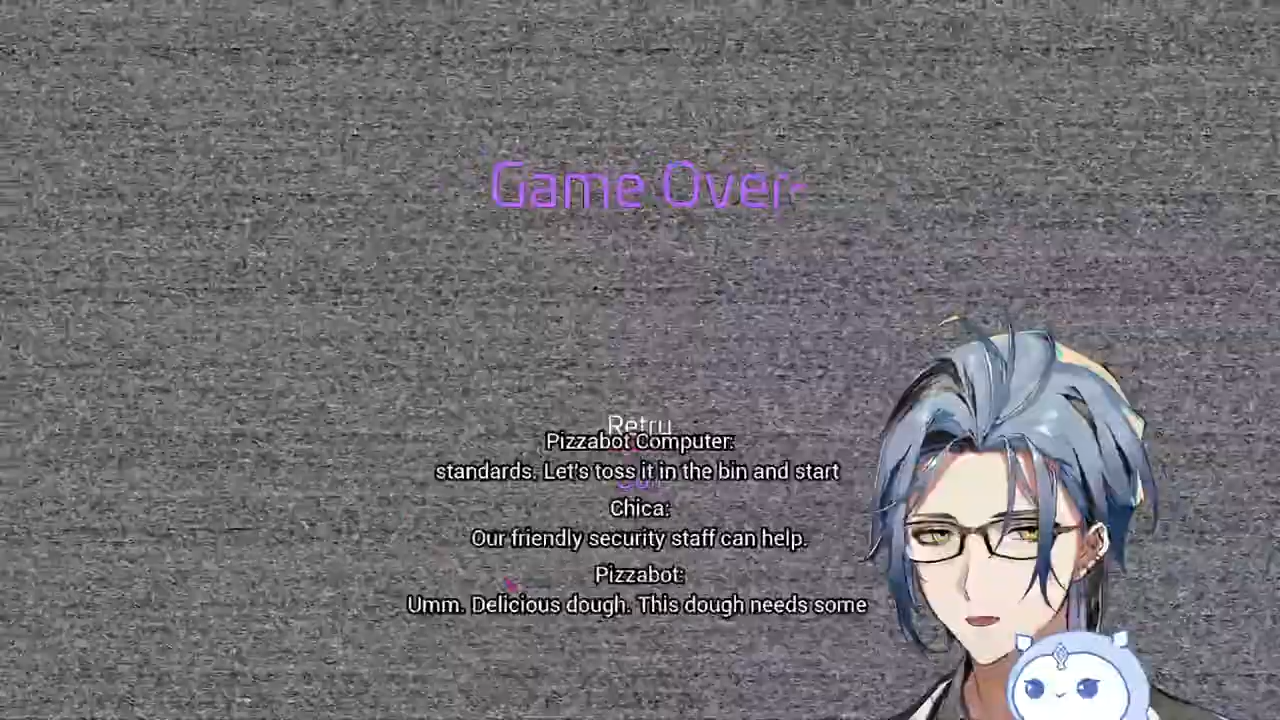 Game Over
Retry
Pizzabot Computer:
standards. Let's toss it in the bin and start
Chica:
Our friendly security staff can help.
Pizzabot:
Umm. Delicious dough. This dough needs some